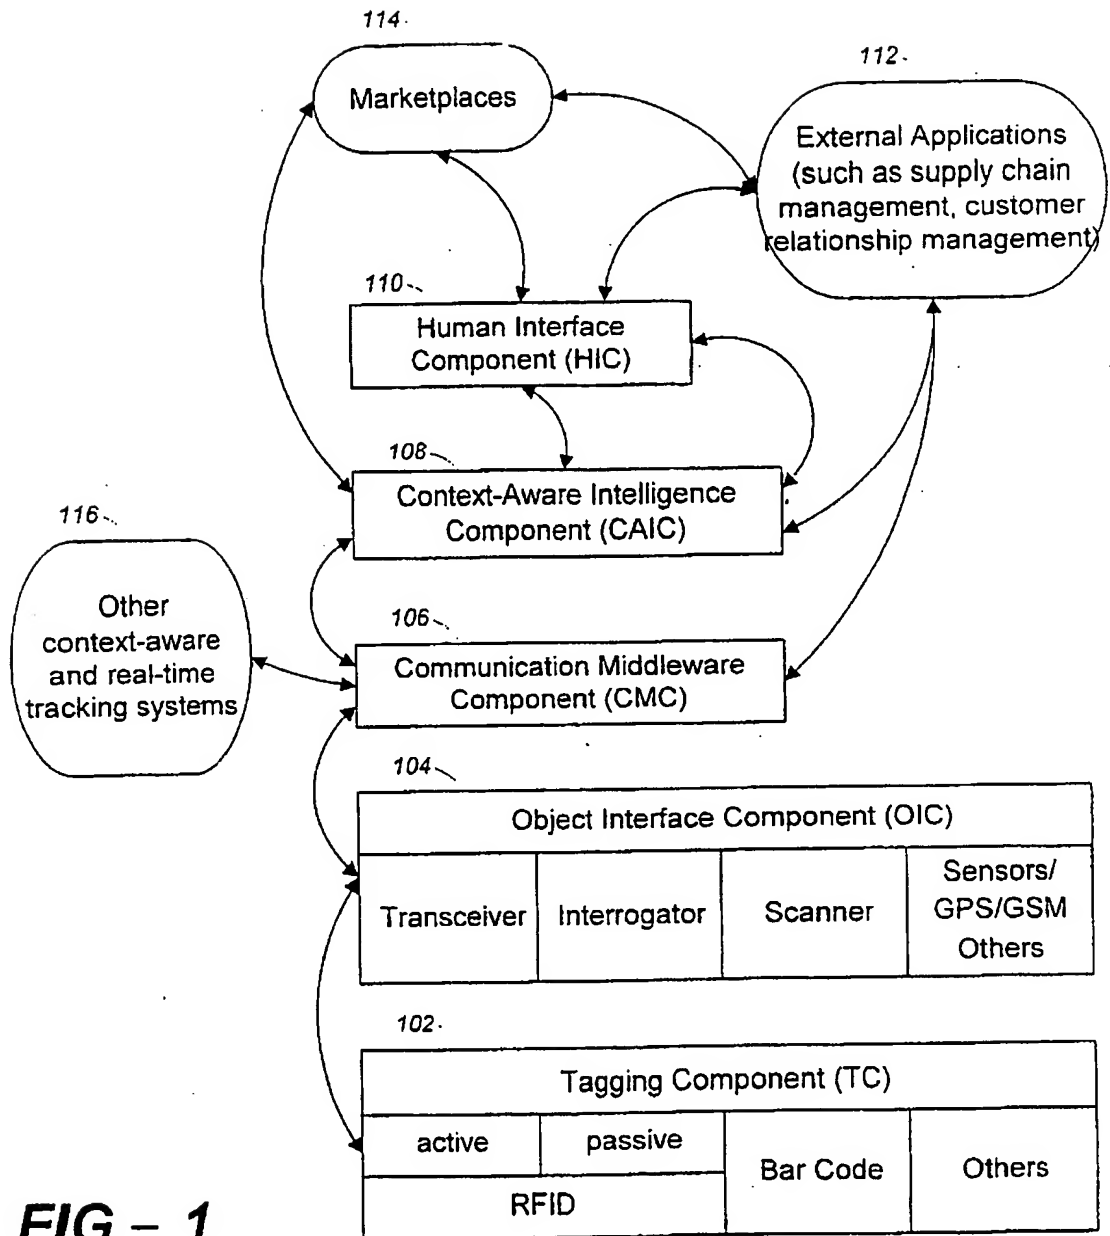 114
Marketplaces
112
External Applications
(such as supply chain
management, customer
relationship management)
110
Human Interface
Component (HIC)
108
Context-Aware Intelligence
Component (CAIC)
116
Other
context-aware
and real-time
tracking systems
106
Communication Middleware
Component (CMC)
104
Object Interface Component (OIC)
Transceiver
Interrogator
Scanner
Sensors/
GPS/GSM
Others
102
Tagging Component (TC)
active
passive
RFID
Bar Code
Others
FIG – 1